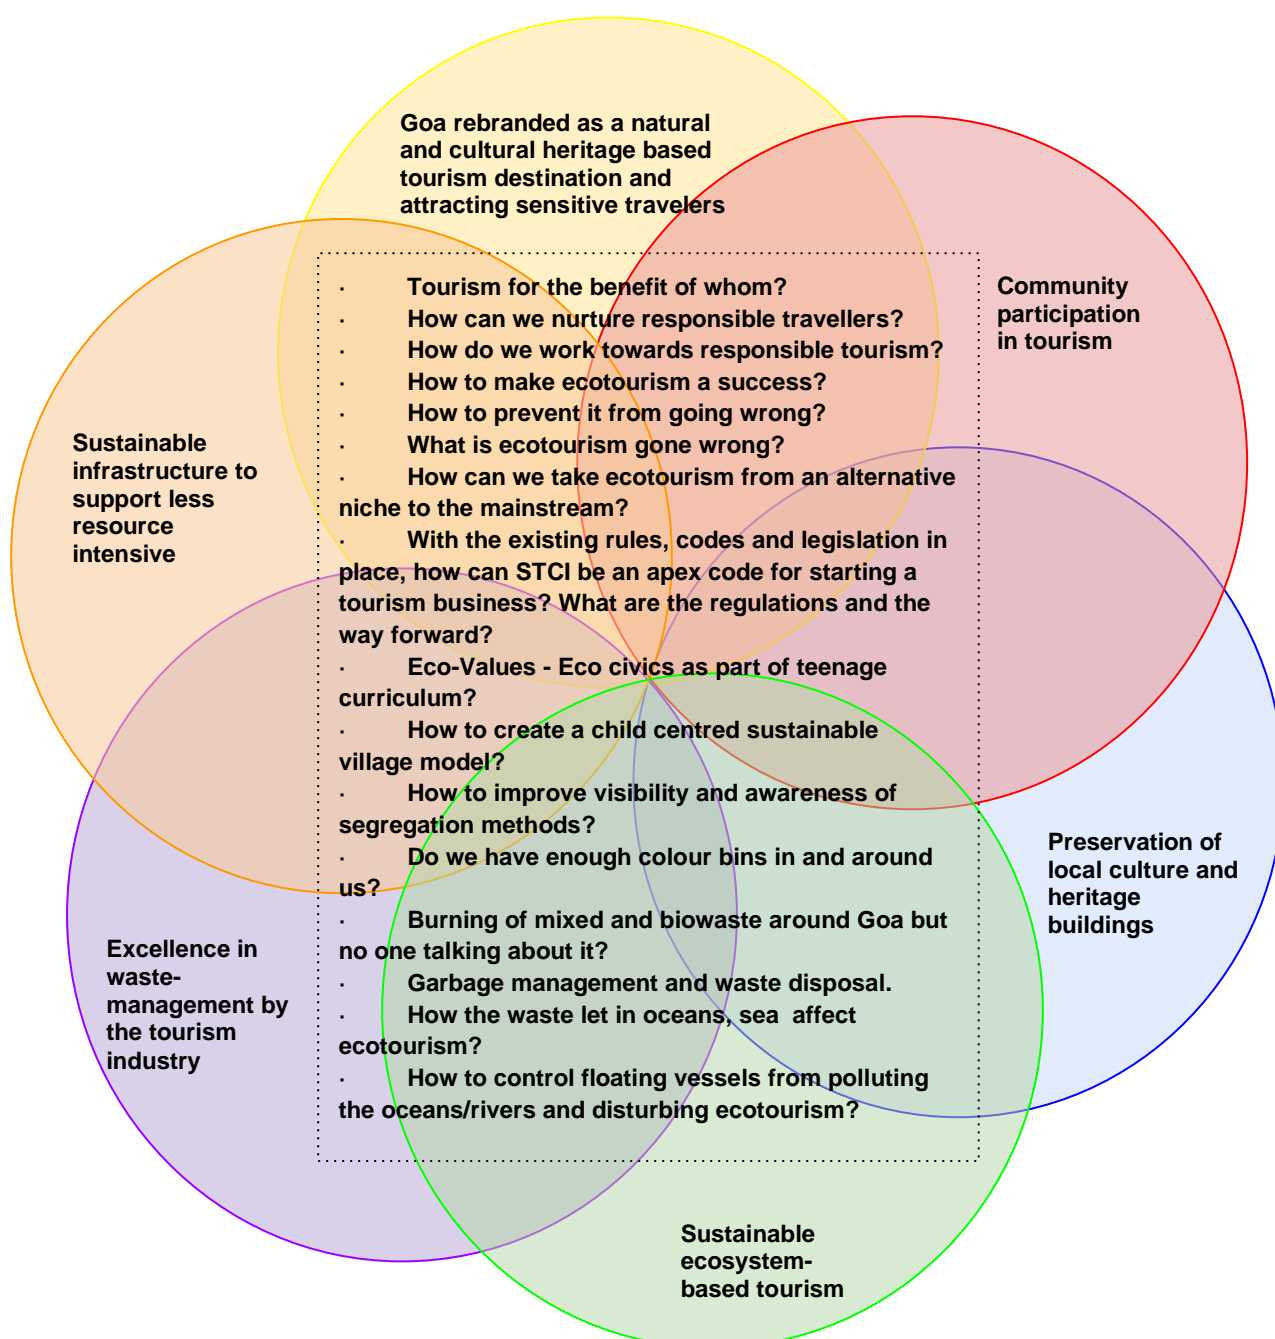 Goa rebranded as a natural
and cultural heritage based
tourism destination and
attracting sensitive travelers
Community
participation
in tourism
Sustainable
infrastructure to
support less
resource
intensive
· Tourism for the benefit of whom?
· How can we nurture responsible travellers?
· How do we work towards responsible tourism?
· How to make ecotourism a success?
· How to prevent it from going wrong?
· What is ecotourism gone wrong?
· How can we take ecotourism from an alternative
niche to the mainstream?
· With the existing rules, codes and legislation in
place, how can STCI be an apex code for starting a
tourism business? What are the regulations and the
way forward?
· Eco-Values - Eco civics as part of teenage
curriculum?
· How to create a child centred sustainable
village model?
· How to improve visibility and awareness of
segregation methods?
· Do we have enough colour bins in and around
us?
· Burning of mixed and biowaste around Goa but
no one talking about it?
· Garbage management and waste disposal.
· How the waste let in oceans, sea  affect
ecotourism?
· How to control floating vessels from polluting
the oceans/rivers and disturbing ecotourism?
Preservation of
local culture and
heritage
buildings
Excellence in
waste-
management by
the tourism
industry
Sustainable
ecosystem-
based tourism